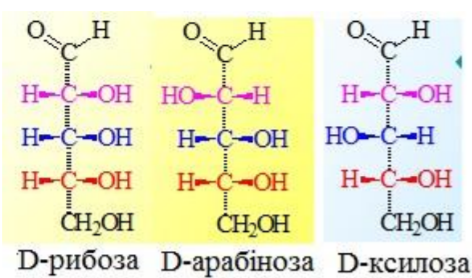 O H O H O H
C C C
H C OH HO C H H C OH
H C OH H C OH HO C H
H C OH H C OH H C OH
CH₂OH CH₂OH CH₂OH
D-рибоза D-арабіноза D-ксилоза